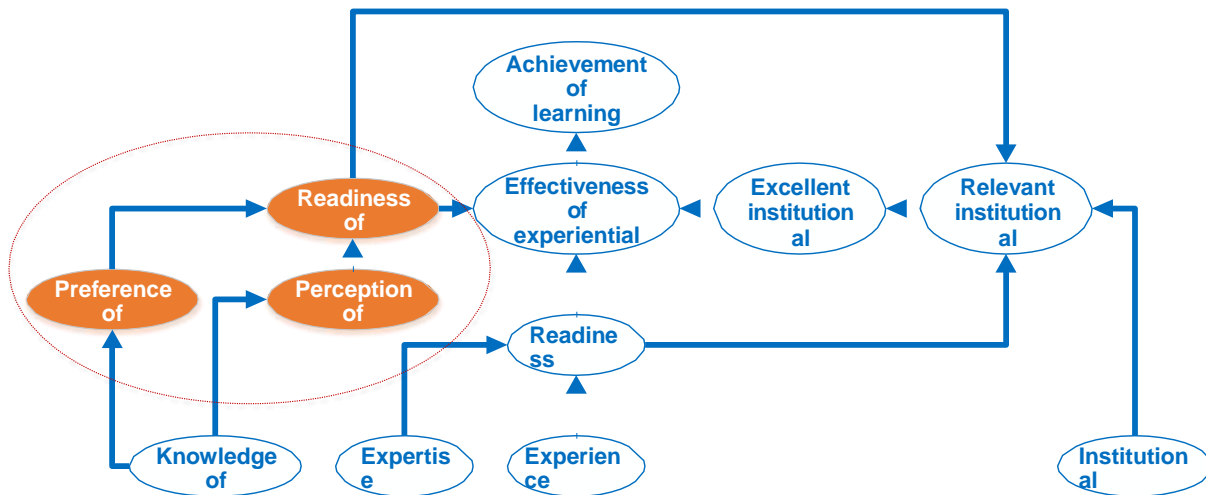 Achievement
of
learning
Readiness
of
Effectiveness
of
experiential
Excellent
institution
al
Relevant
institution
al
Preference
of
Perception
of
Readine
ss
Knowledge
of
Expertis
e
Experien
ce
Institution
al